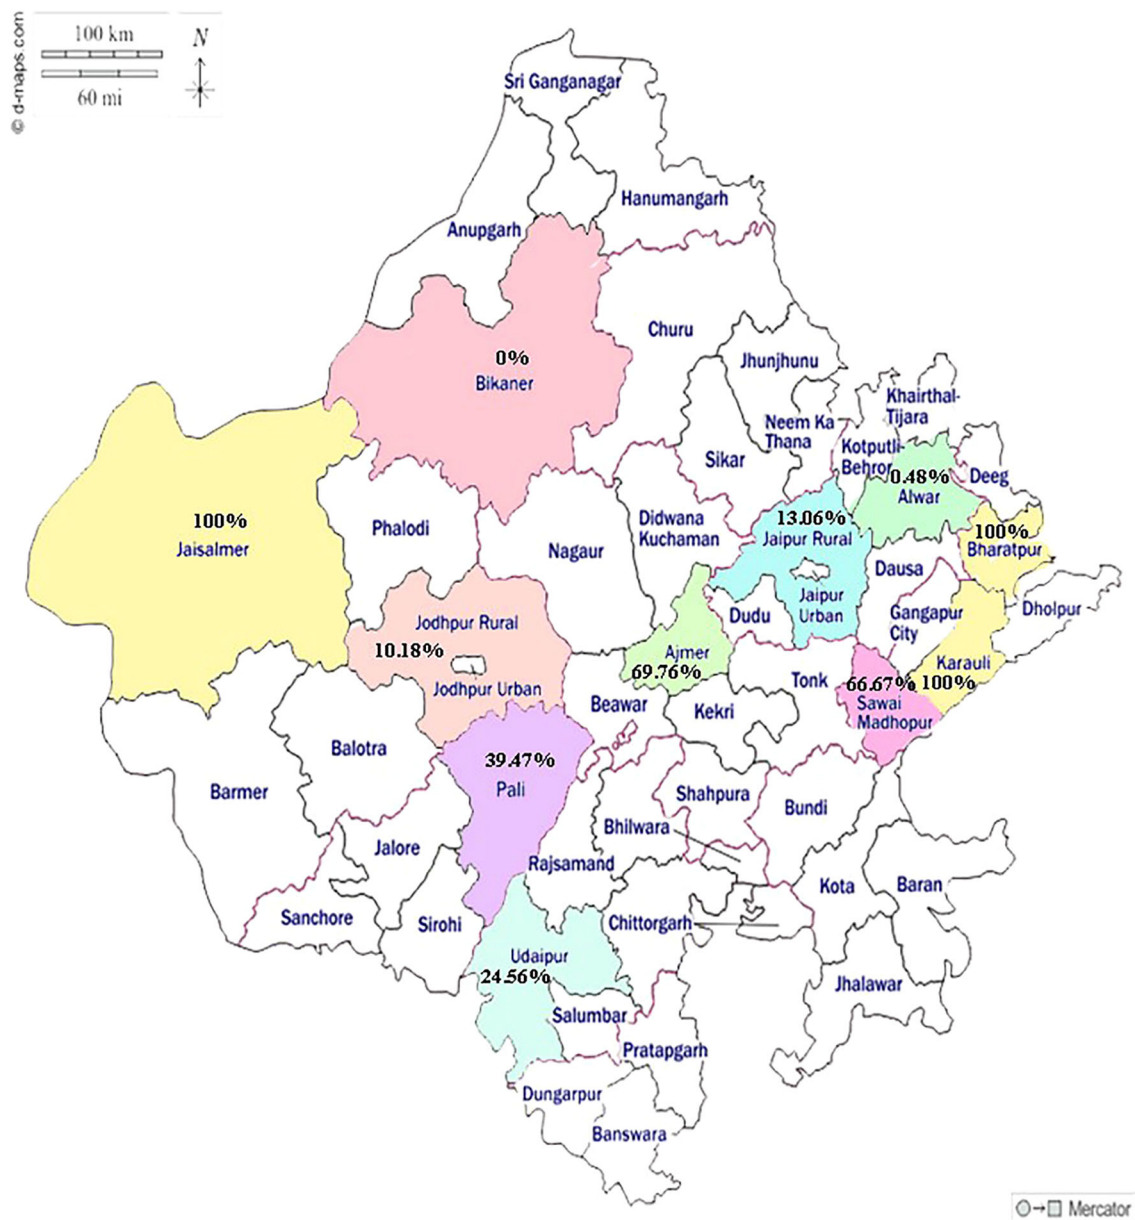 © d-maps.com
100 km
60 mi
N
Sri Ganganagar
Hanumangarh
Anupgarh
Churu
0%
Bikaner
Jhunjhunu
Khairthal-
Tijara
Neem Ka
Thana
Kotputli-
Behror
Sikar
0.48%
Alwar
Deeg
100%
Jaisalmer
Phalodi
Nagaur
Didwana
Kuchaman
13.06%
Jaipur Rural
100%
Bharatpur
Dausa
Jaipur
Urban
Dudu
Gangapur
City
Dholpur
Jodhpur Rural
10.18%
Jodhpur Urban
Ajmer
69.76%
Karauli
100%
Tonk
66.67%
Sawai
Madhopur
Beawar
Kekri
Balotra
39.47%
Pali
Barmer
Shahpura
Bundi
Bhilwara
Jalore
Rajsamand
Kota
Baran
Sanchore
Sirohi
Chittorgarh
Udaipur
24.56%
Jhalawar
Salumbar
Pratapgarh
Dungarpur
Banswara
Mercator